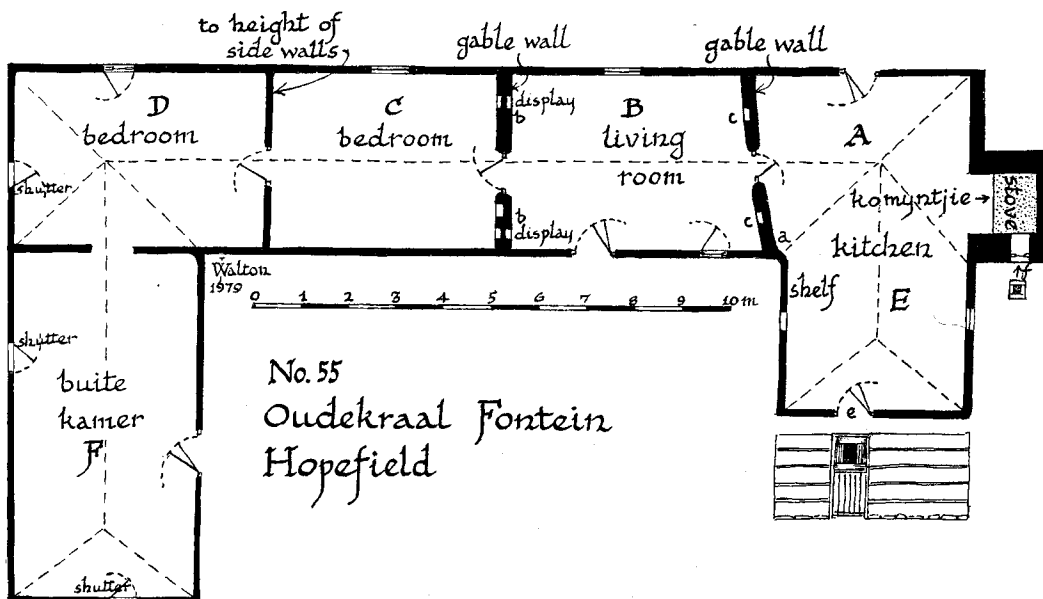 to height of
side walls
gable wall
gable wall
D
bedroom
C
bedroom
display
b
B
living
room
c
A
shutter
komyntjie
stove
b
display
c
a
kitchen
Walton
1979
shelf
E
f
0 1 2 3 4 5 6 7 8 9 10 m
shutter
buite
kamer
F
No. 55
Oudekraal Fontein
Hopefield
e
shutter